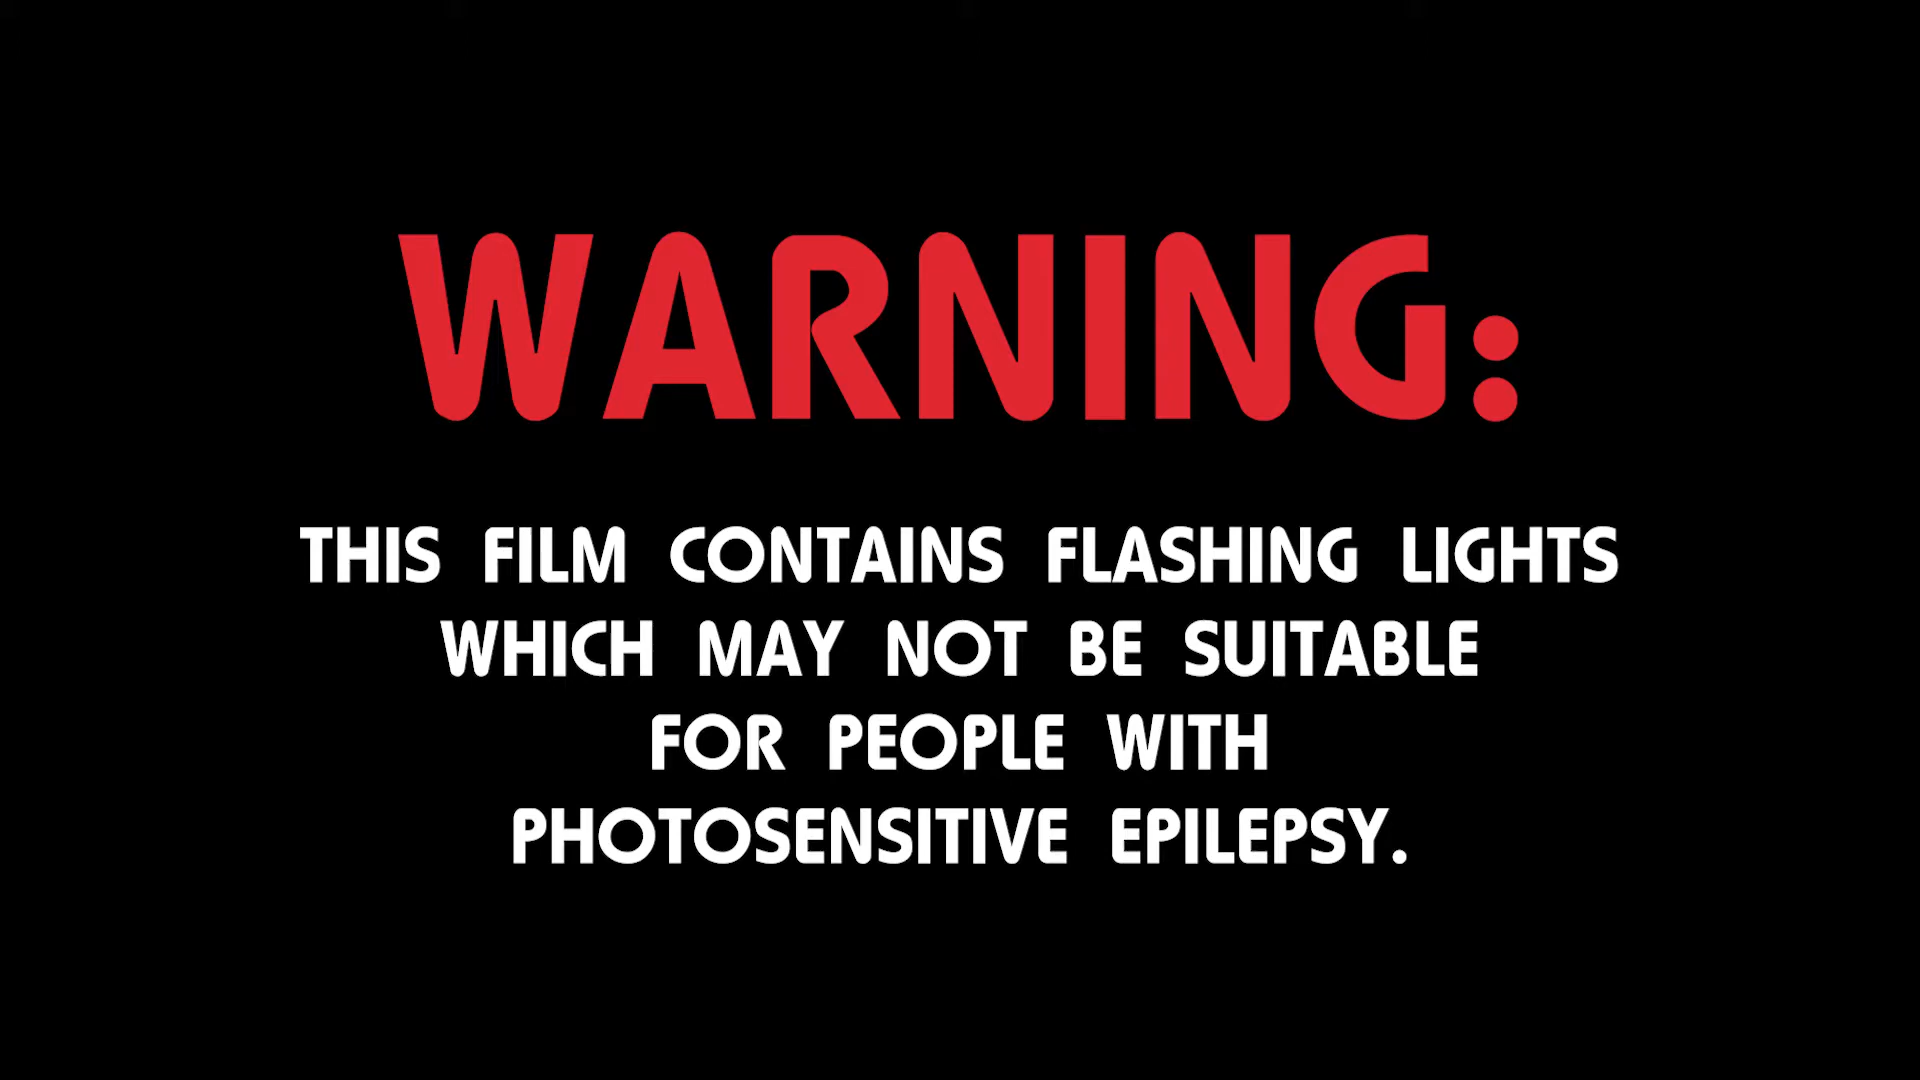 WARNING:
THIS FILM CONTAINS FLASHING LIGHTS
WHICH MAY NOT BE SUITABLE
FOR PEOPLE WITH
PHOTOSENSITIVE EPILEPSY.